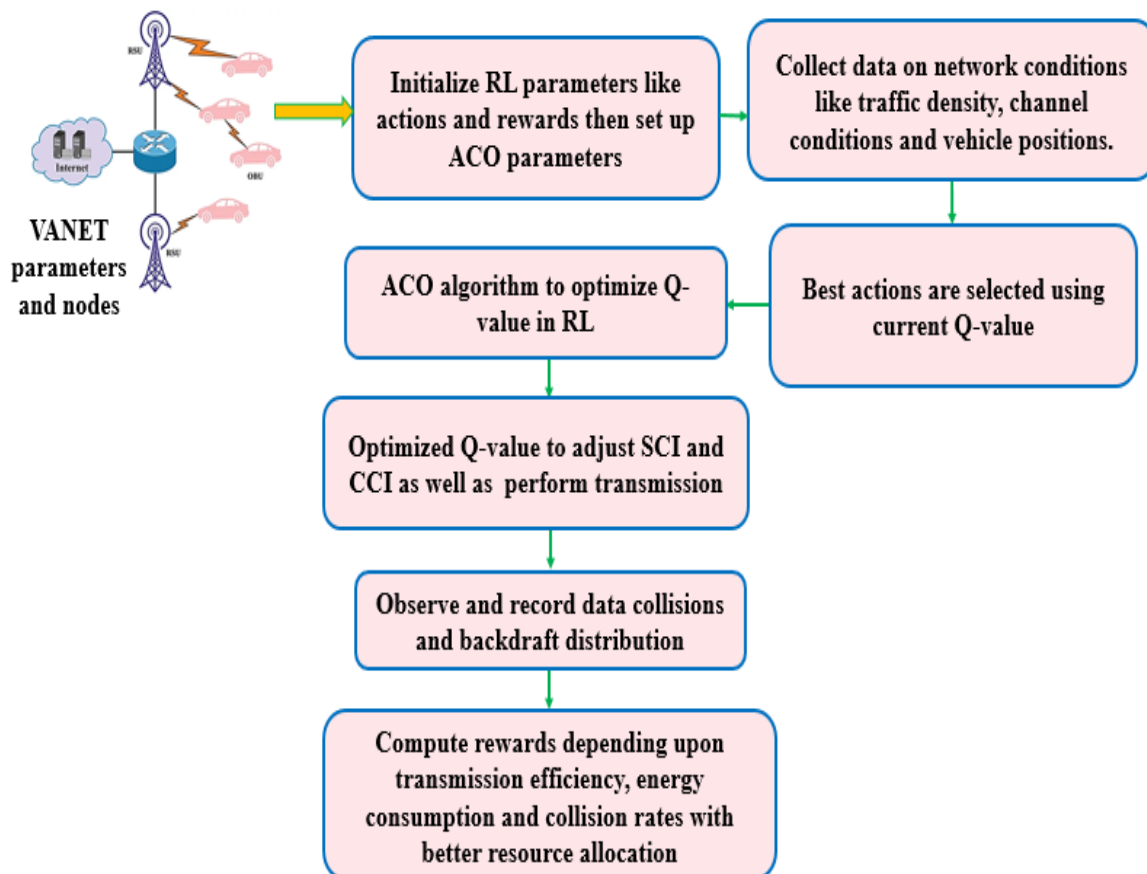 RSU
OBU
Internet
RSU
VANET
parameters
and nodes
Initialize RL parameters like
actions and rewards then set up
ACO parameters
Collect data on network conditions
like traffic density, channel
conditions and vehicle positions.
Best actions are selected using
current Q-value
ACO algorithm to optimize Q-
value in RL
Optimized Q-value to adjust SCI and
CCI as well as perform transmission
Observe and record data collisions
and backdraft distribution
Compute rewards depending upon
transmission efficiency, energy
consumption and collision rates with
better resource allocation